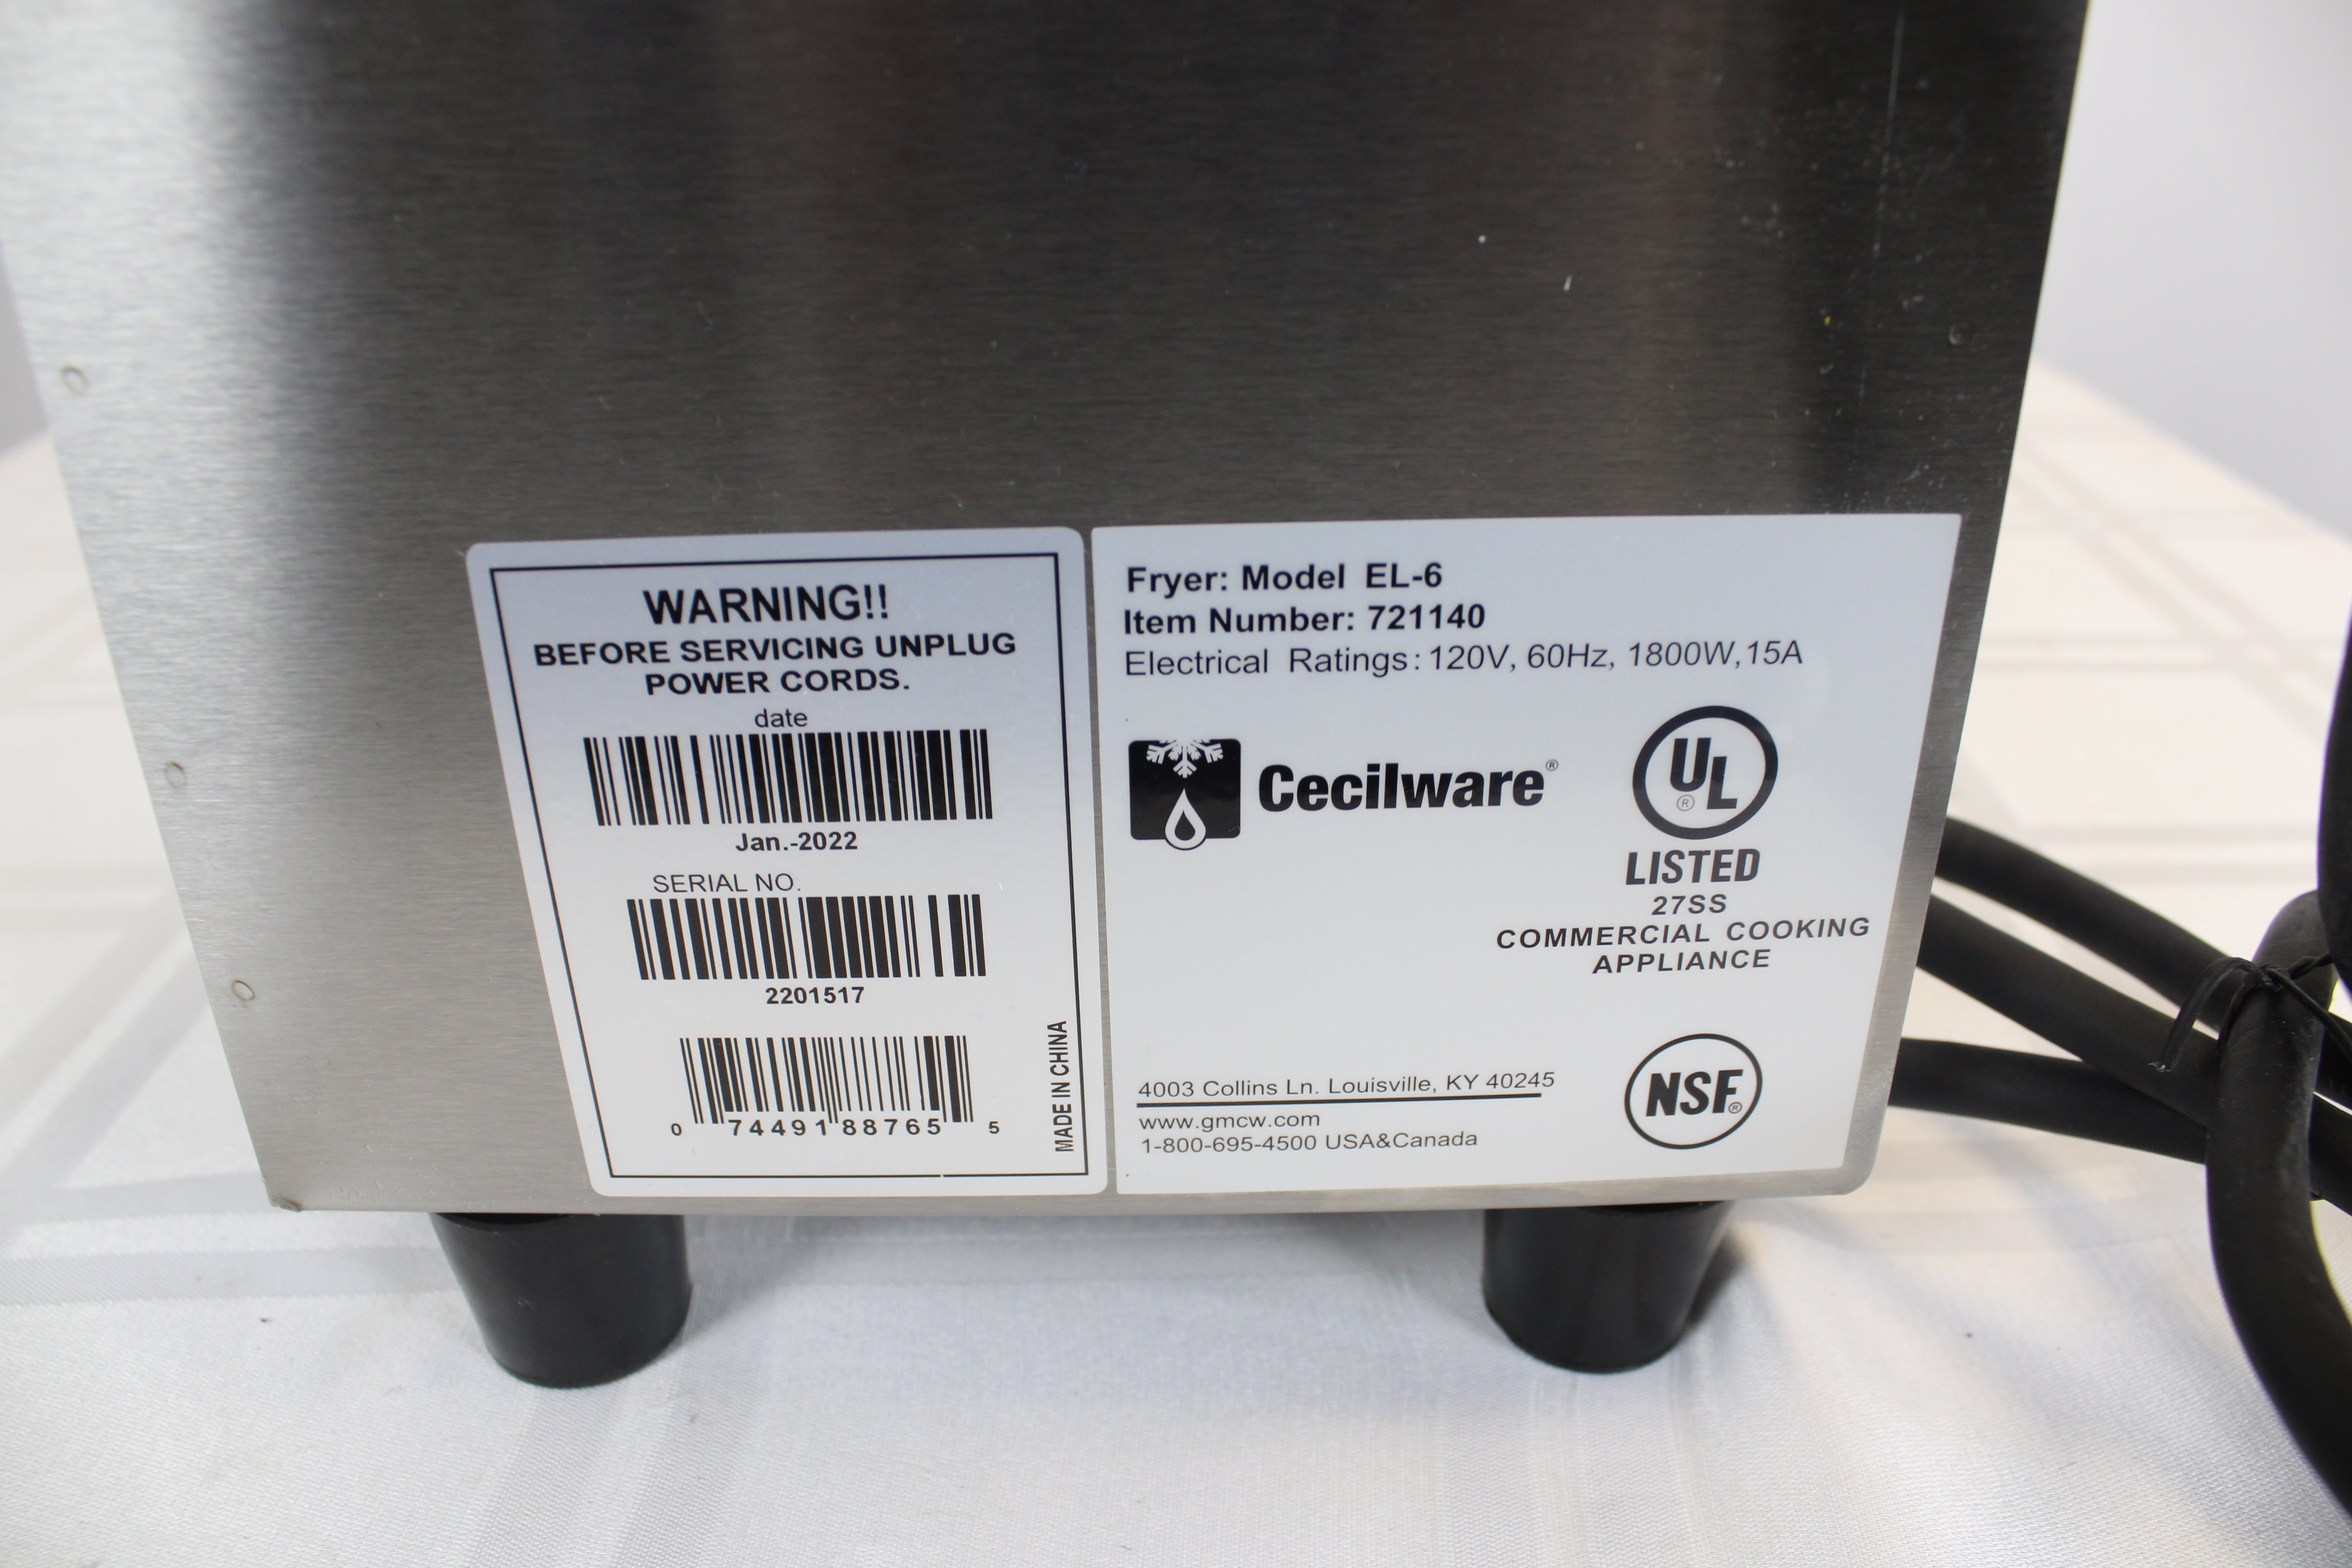 WARNING!!
BEFORE SERVICING UNPLUG
POWER CORDS.
date
Jan.-2022
SERIAL NO.
2201517
0 74491 88765 5
MADE IN CHINA
Fryer: Model EL-6
Item Number: 721140
Electrical Ratings: 120V, 60Hz, 1800W, 15A
Cecilware®
UL®
LISTED
27SS
COMMERCIAL COOKING
APPLIANCE
4003 Collins Ln. Louisville, KY 40245
www.gmcw.com
1-800-695-4500 USA&Canada
NSF®